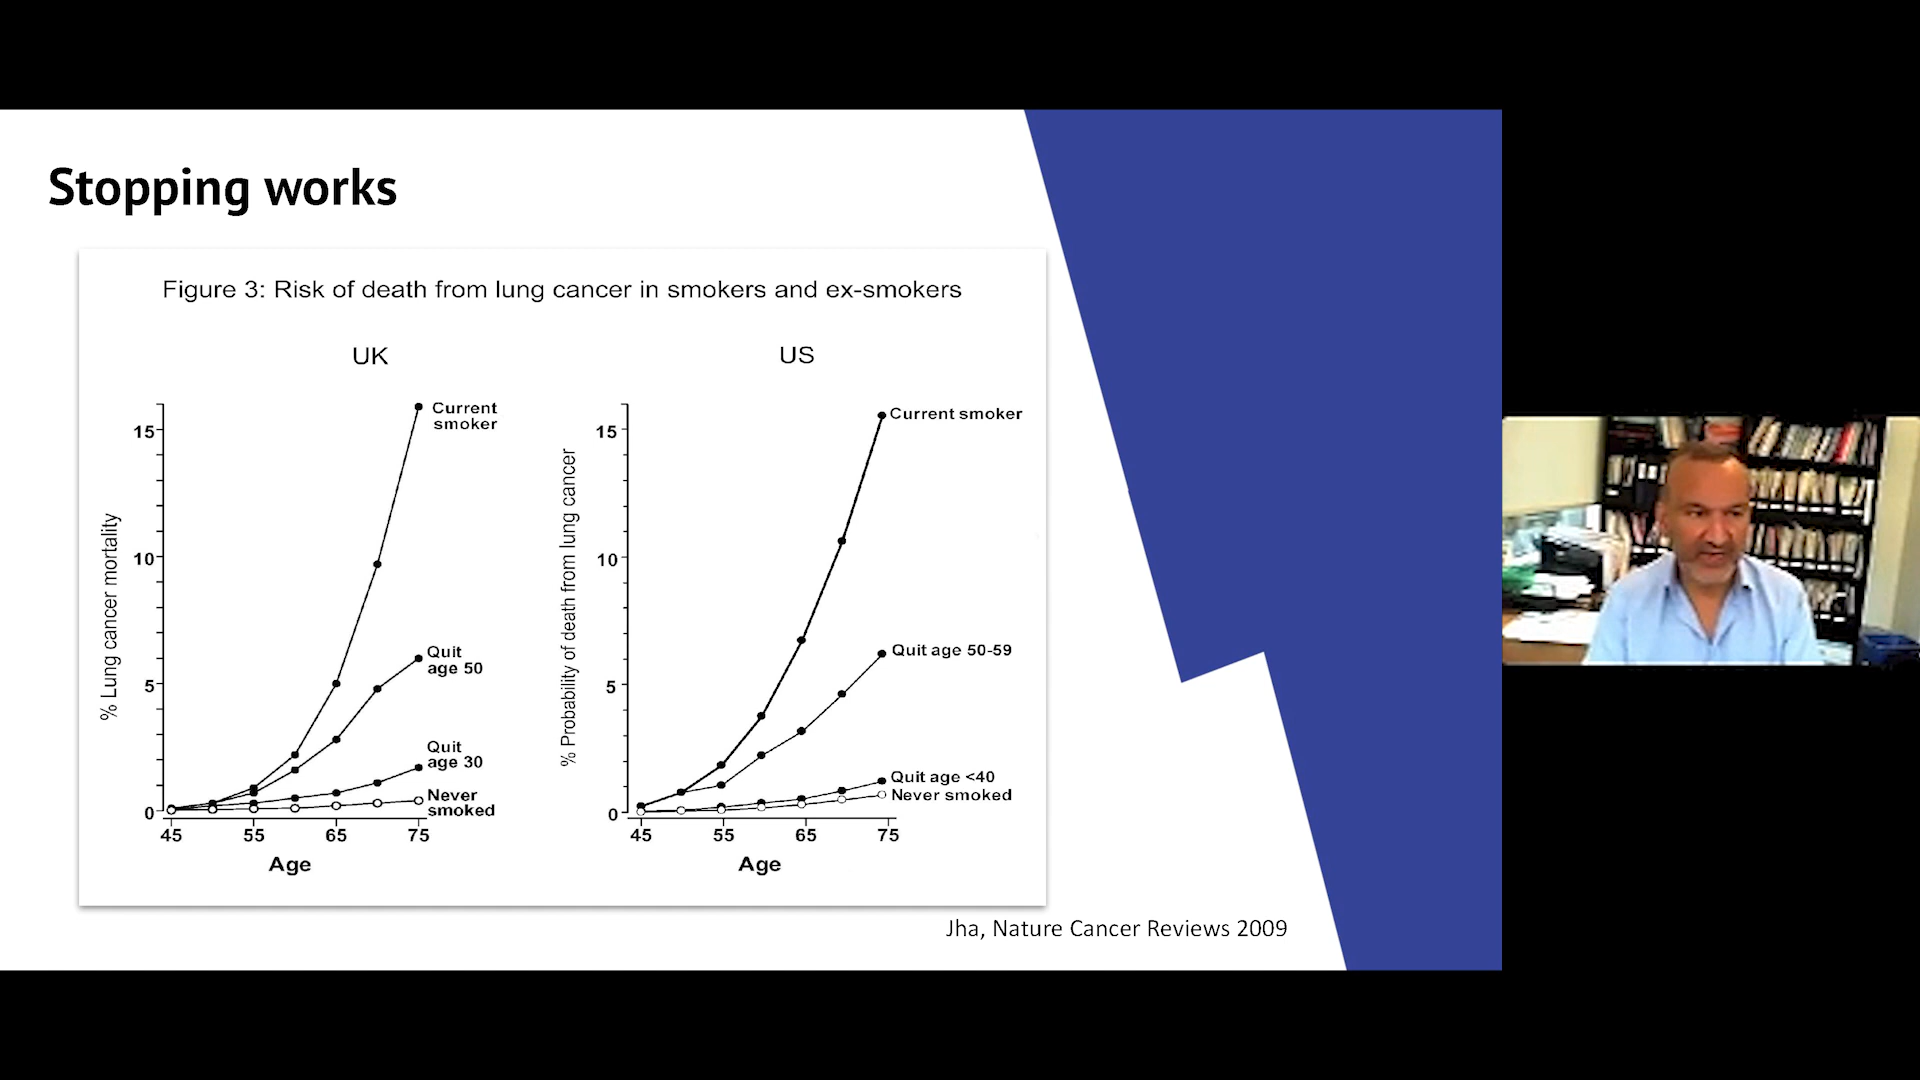 Stopping works
Figure 3: Risk of death from lung cancer in smokers and ex-smokers
UK
% Lung cancer mortality
15
10
5
0
45 55 65 75
Age
Current
smoker
Quit
age 50
Quit
age 30
Never
smoked
US
% Probability of death from lung cancer
15
10
5
0
45 55 65 75
Age
Current smoker
Quit age 50-59
Quit age <40
Never smoked
Jha, Nature Cancer Reviews 2009